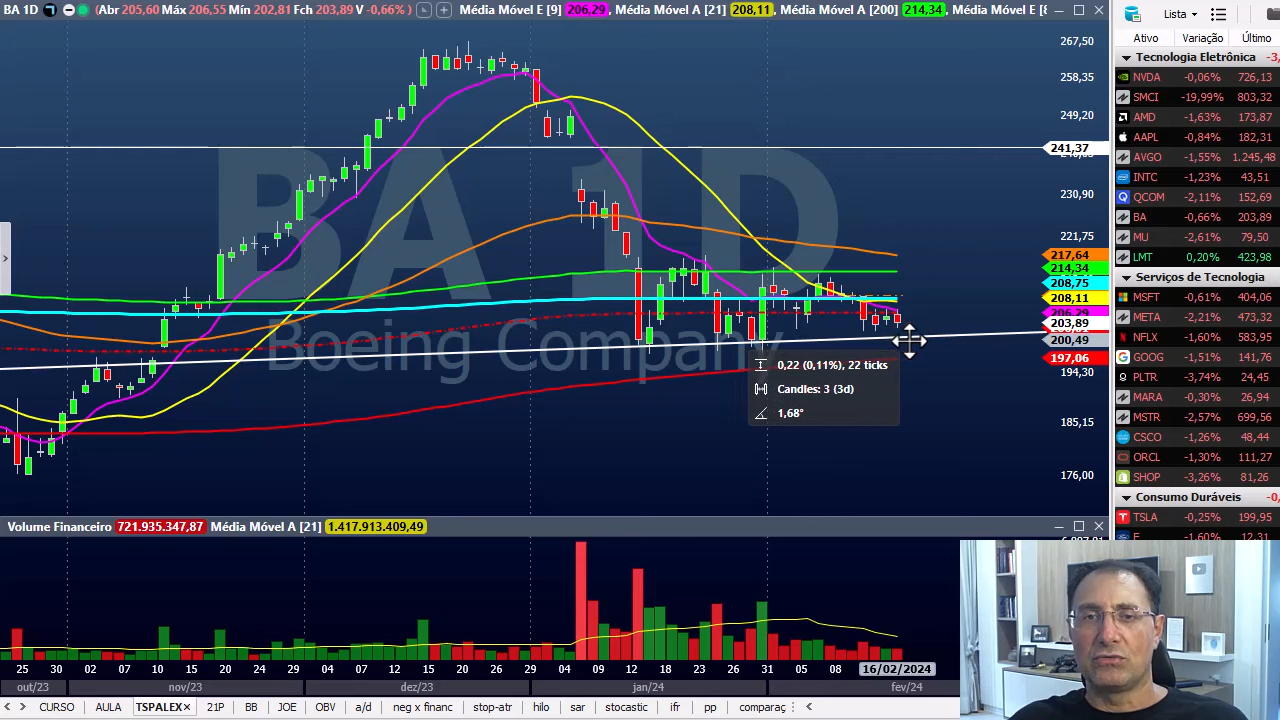 BA 1D
Abr 205,60 Máx 206,55 Mín 202,81 Fch 203,89 V -0,66%
Média Móvel E [9] 206,29 Média Móvel A [21] 208,11 Média Móvel A [200] 214,34 Média Móvel E [8
BA 1D
Boeing Company
267,50
258,35
249,20
241,37
230,90
221,75
217,64
214,34
208,75
208,11
206,29
203,89
200,49
197,06
194,30
185,15
176,00
0,22 (0,11%), 22 ticks
Candles: 3 (3d)
1,68°
Volume Financeiro 721.935.347,87 Média Móvel A [21] 1.417.913.409,49
25 30 02 07 10 15 20 24 29 04 07 12 15 20 26 29 04 09 12 18 23 26 31 05 08 16/02/2024
out/23 nov/23 dez/23 jan/24 fev/24
CURSO AULA TSPALEX× 21P BB JOE OBV a/d neg x financ stop-atr hilo sar stochastic ifr pp comparaç
Lista
Ativo Variação Último
Tecnologia Eletrônica -3,
NVDA -0,06% 726,13
SMCI -19,99% 803,32
AMD -1,63% 173,87
AAPL -0,84% 182,31
AVGO -1,55% 1.245,48
INTC -1,23% 43,51
QCOM -2,11% 152,69
BA -0,66% 203,89
MU -2,61% 79,50
LMT 0,20% 423,98
Serviços de Tecnologia
MSFT -0,61% 404,06
META -2,21% 473,32
NFLX -1,60% 583,95
GOOG -1,51% 141,76
PLTR -3,74% 24,45
MARA -0,30% 26,94
MSTR -2,57% 699,56
CSCO -1,26% 48,44
ORCL -1,30% 111,27
SHOP -3,26% 81,26
Consumo Duráveis -0,
TSLA -0,25% 199,95
F -1,60% 12,31